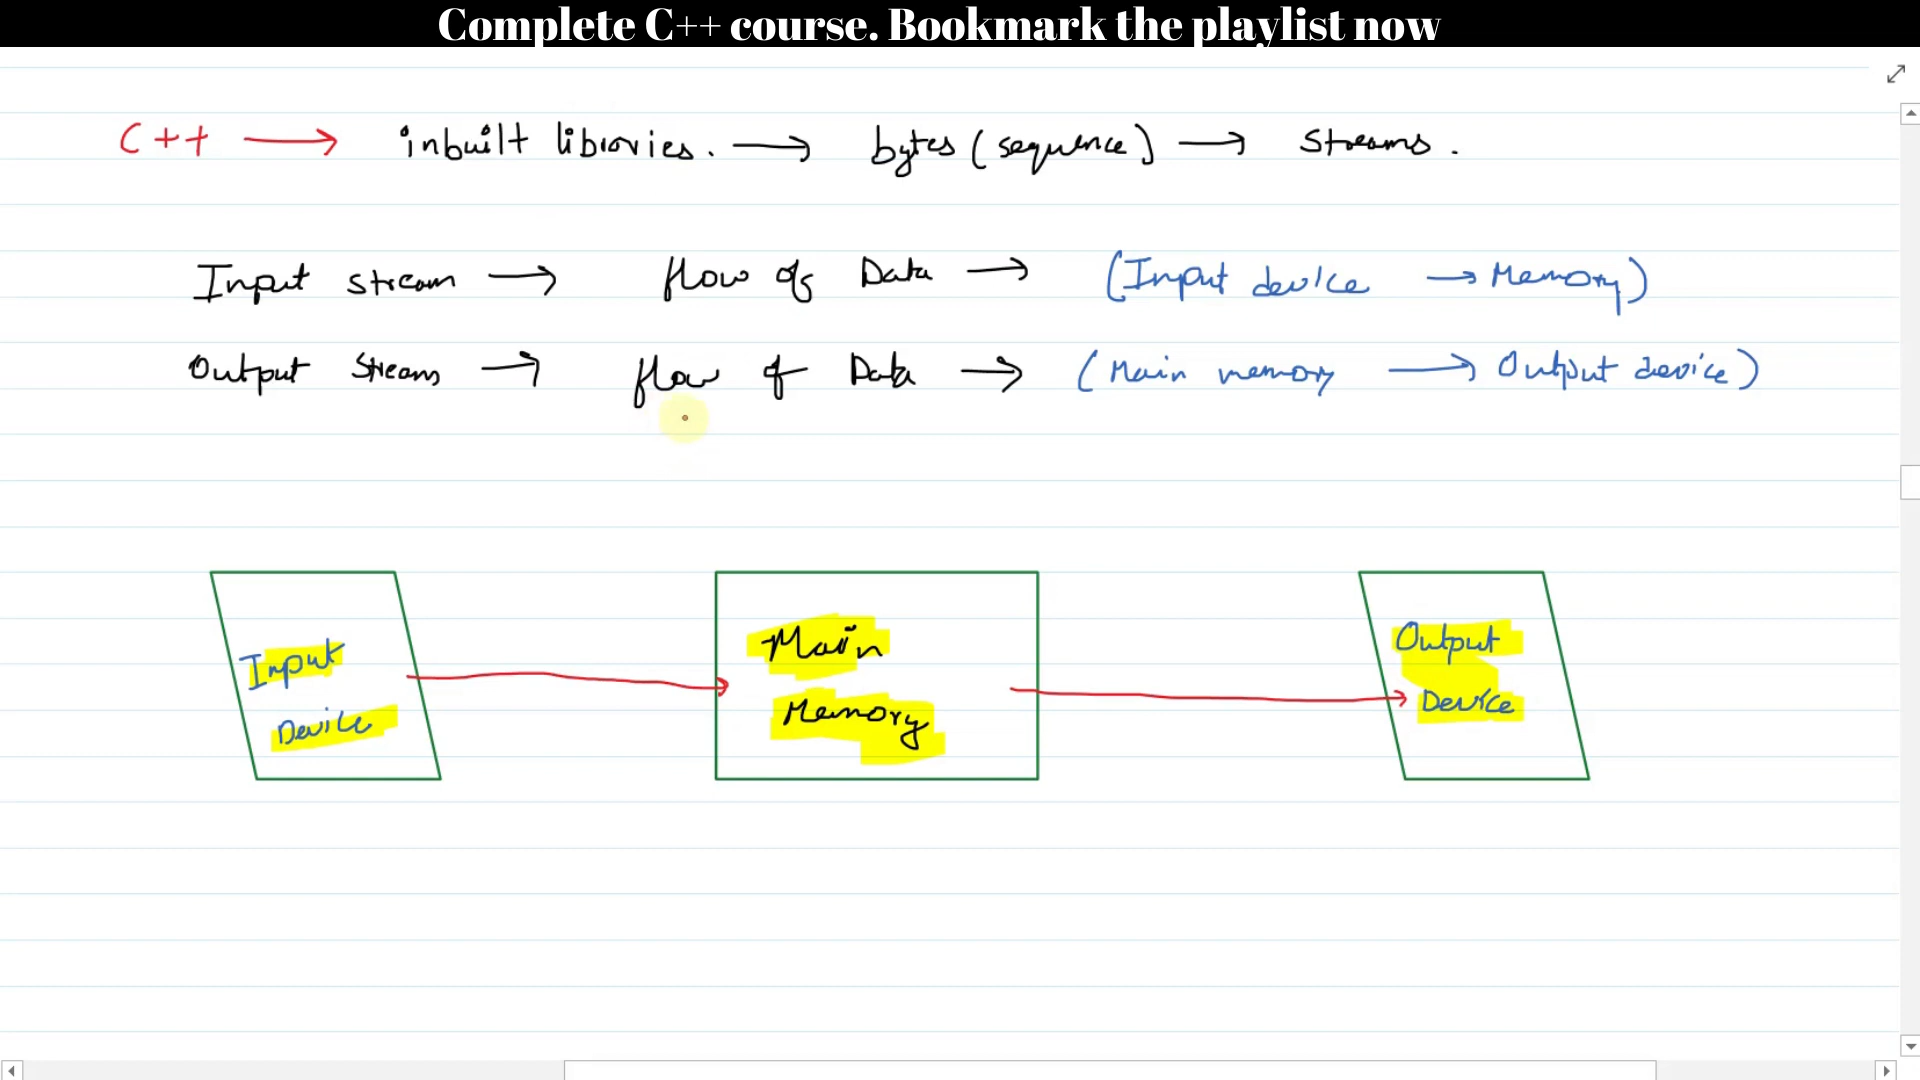 Complete C++ course. Bookmark the playlist now
C++ → inbuilt libraries. → bytes (sequence) → Streams.
Input stream → flow of Data → (Input device → Memory)
Output Stream → flow of Data → (Main memory → Output device)
Input
Device
Main
Memory
Output
Device